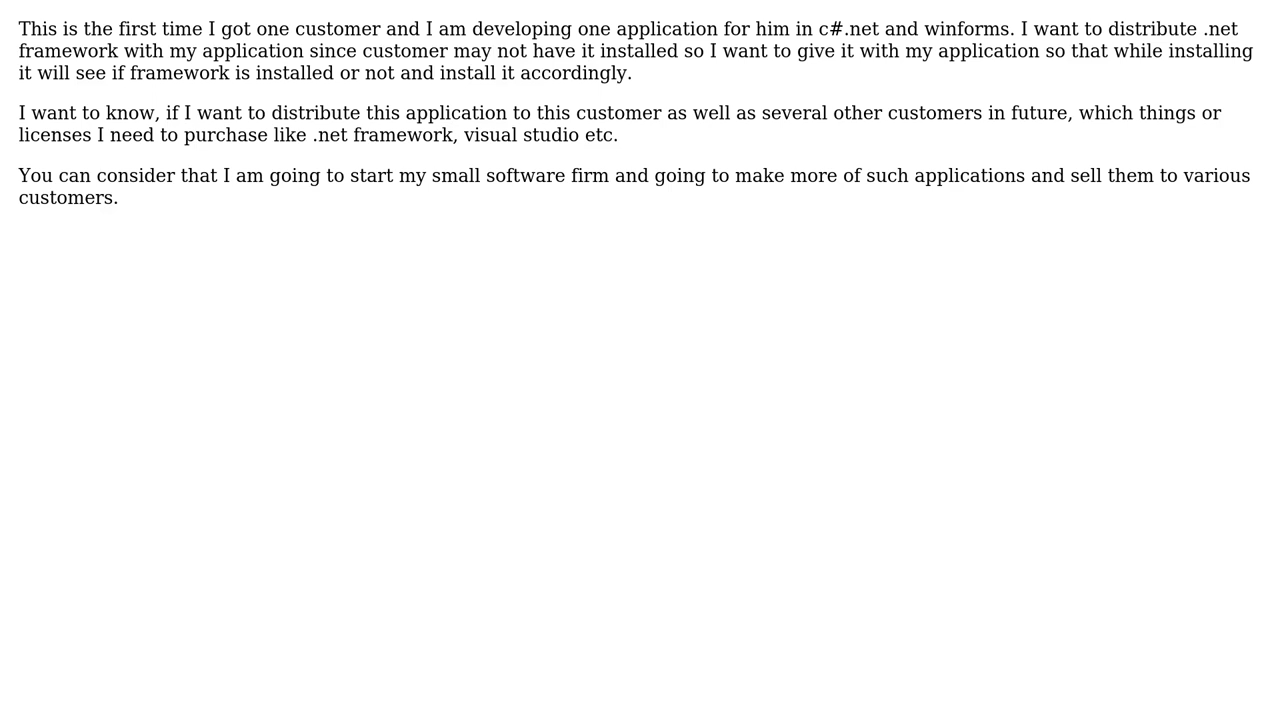 This is the first time I got one customer and I am developing one application for him in c#.net and winforms. I want to distribute .net
framework with my application since customer may not have it installed so I want to give it with my application so that while installing
it will see if framework is installed or not and install it accordingly.
I want to know, if I want to distribute this application to this customer as well as several other customers in future, which things or
licenses I need to purchase like .net framework, visual studio etc.
You can consider that I am going to start my small software firm and going to make more of such applications and sell them to various
customers.